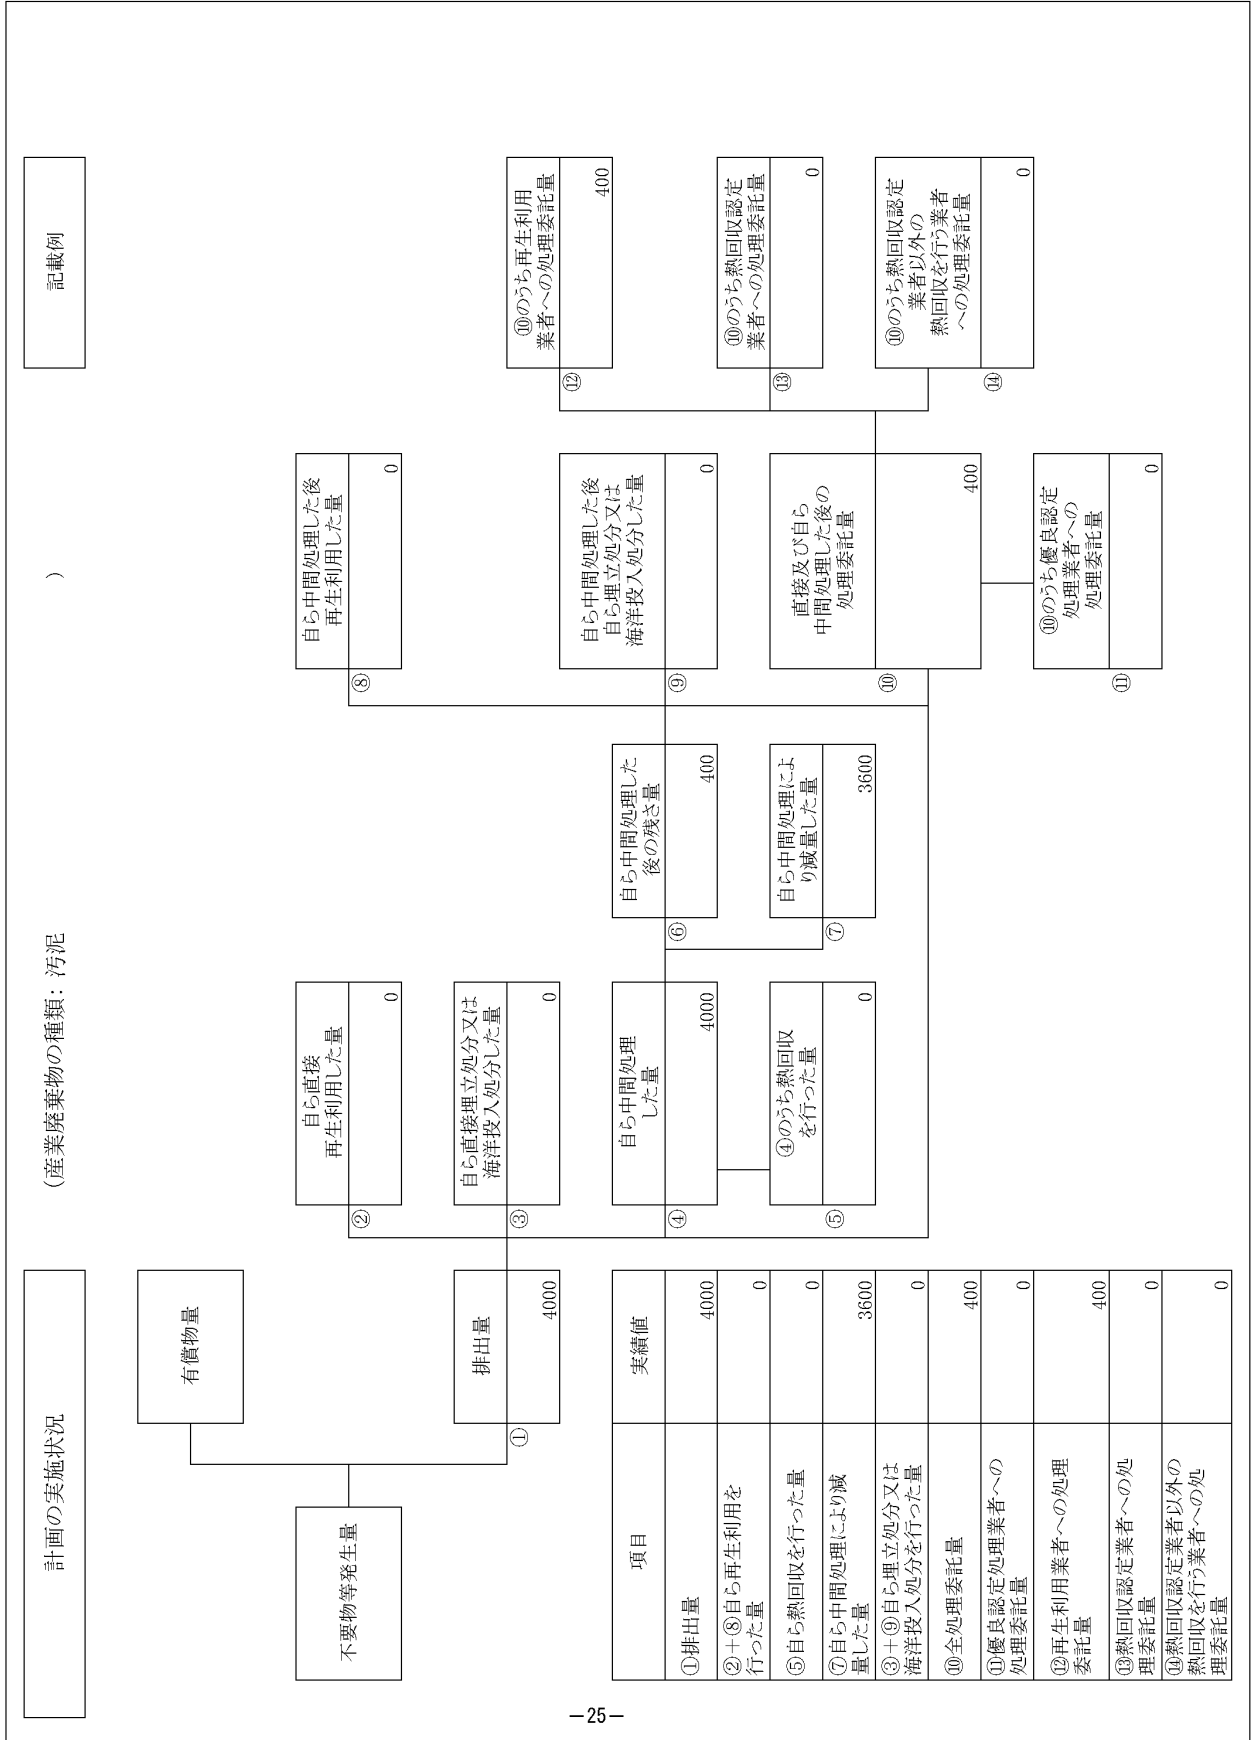 計画の実施状況
(産業廃棄物の種類：汚泥
)
記載例
不要物等発生量
有償物量
①
排出量
4000
②
自ら直接
再生利用した量
0
③
自ら直接埋立処分又は
海洋投入処分した量
0
④
自ら中間処理
した量
4000
⑤
④のうち熱回収
を行った量
0
⑥
自ら中間処理した
後の残さ量
400
⑦
自ら中間処理によ
り減量した量
3600
⑧
自ら中間処理した後
再生利用した量
0
⑨
自ら中間処理した後
自ら埋立処分又は
海洋投入処分した量
0
⑩
直接及び自ら
中間処理した後の
処理委託量
400
⑪
⑩のうち優良認定
処理業者への
処理委託量
0
⑫
⑩のうち再生利用
業者への処理委託量
400
⑬
⑩のうち熱回収認定
業者への処理委託量
0
⑭
⑩のうち熱回収認定
業者以外の
熱回収を行う業者
への処理委託量
0
項目
実績値
①排出量
4000
②＋⑧自ら再生利用を
行った量
0
⑤自ら熱回収を行った量
0
⑦自ら中間処理により減
量した量
3600
③＋⑨自ら埋立処分又は
海洋投入処分を行った量
0
⑩全処理委託量
400
⑪優良認定処理業者への
処理委託量
0
⑫再生利用業者への処理
委託量
400
⑬熱回収認定業者への処
理委託量
0
⑭熱回収認定業者以外の
熱回収を行う業者への処
理委託量
0
－25－